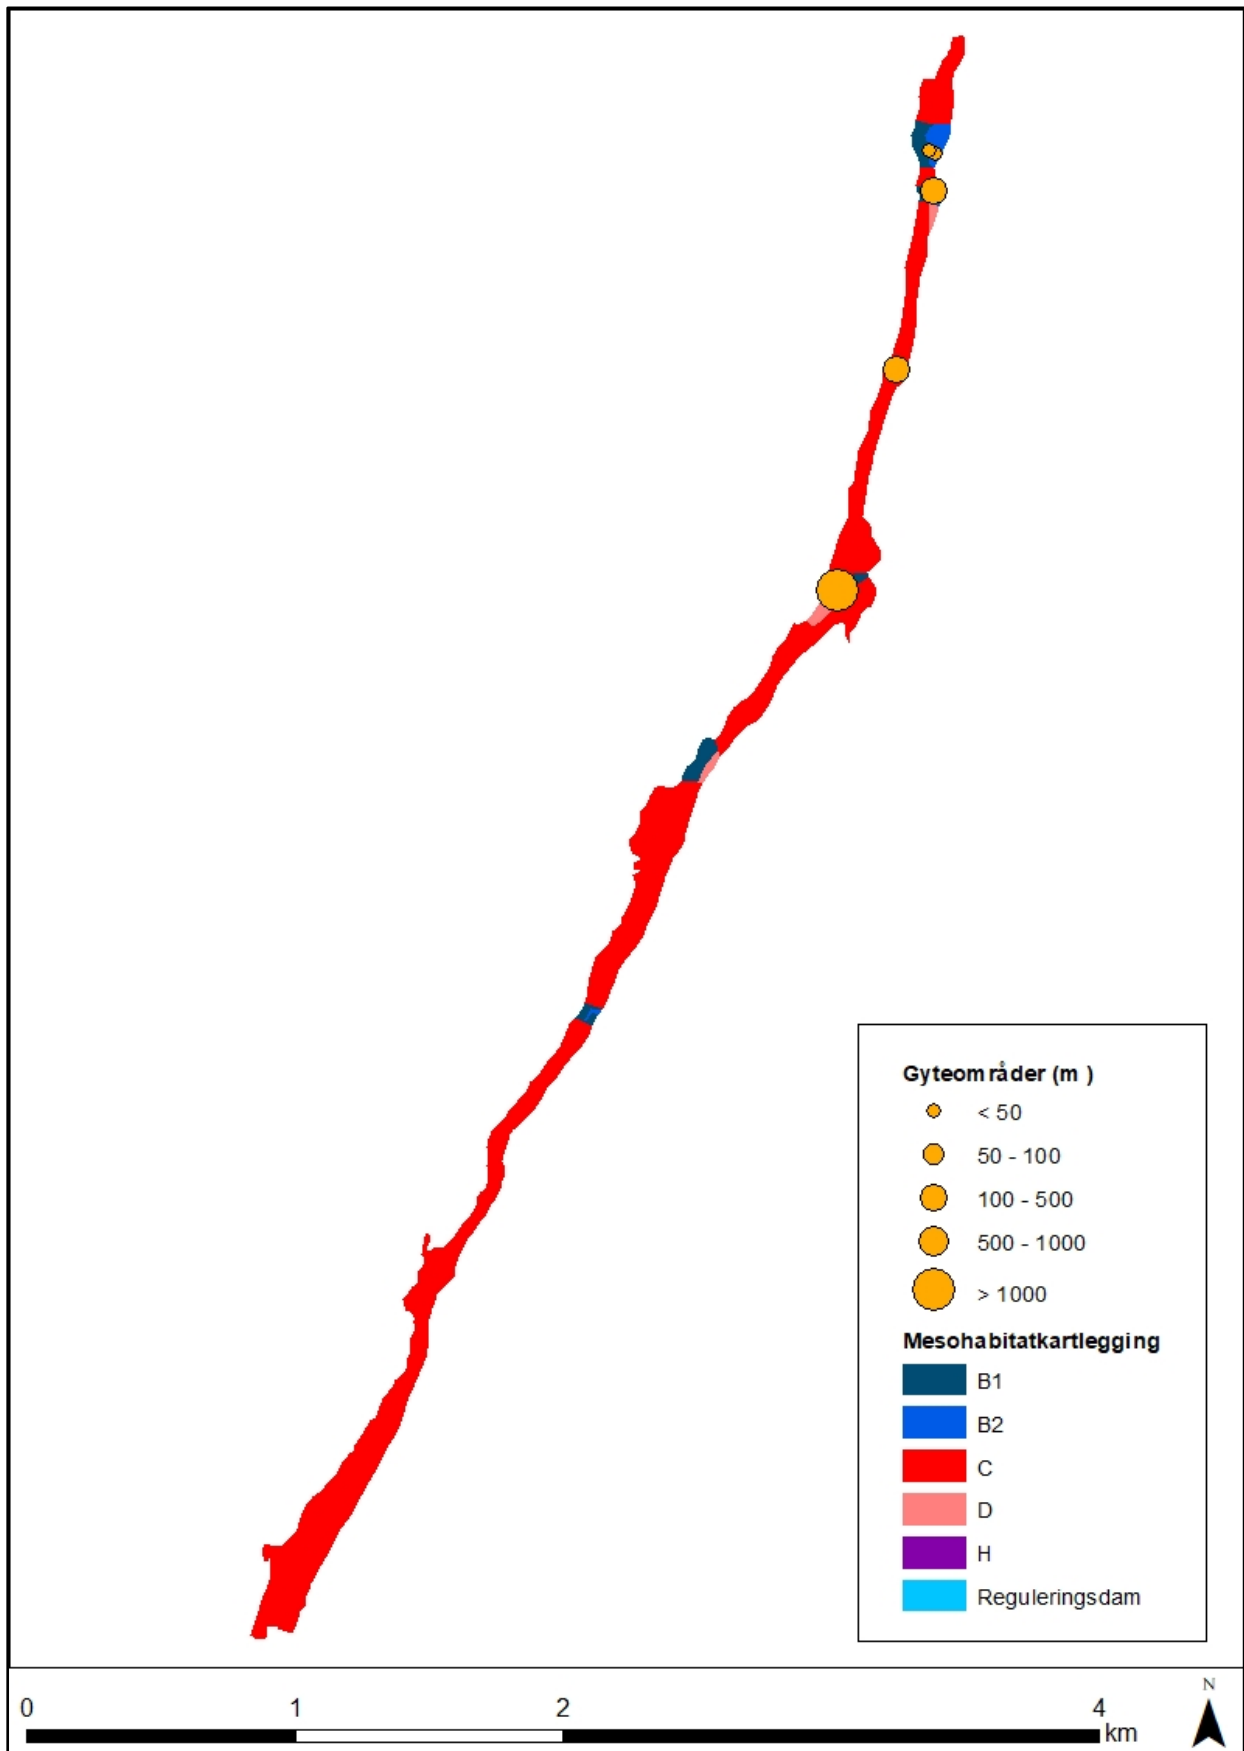 Gyteområder (m )
< 50
50 - 100
100 - 500
500 - 1000
> 1000
Mesohabitatkartlegging
B1
B2
C
D
H
Reguleringsdam
0 1 2 4
km
N